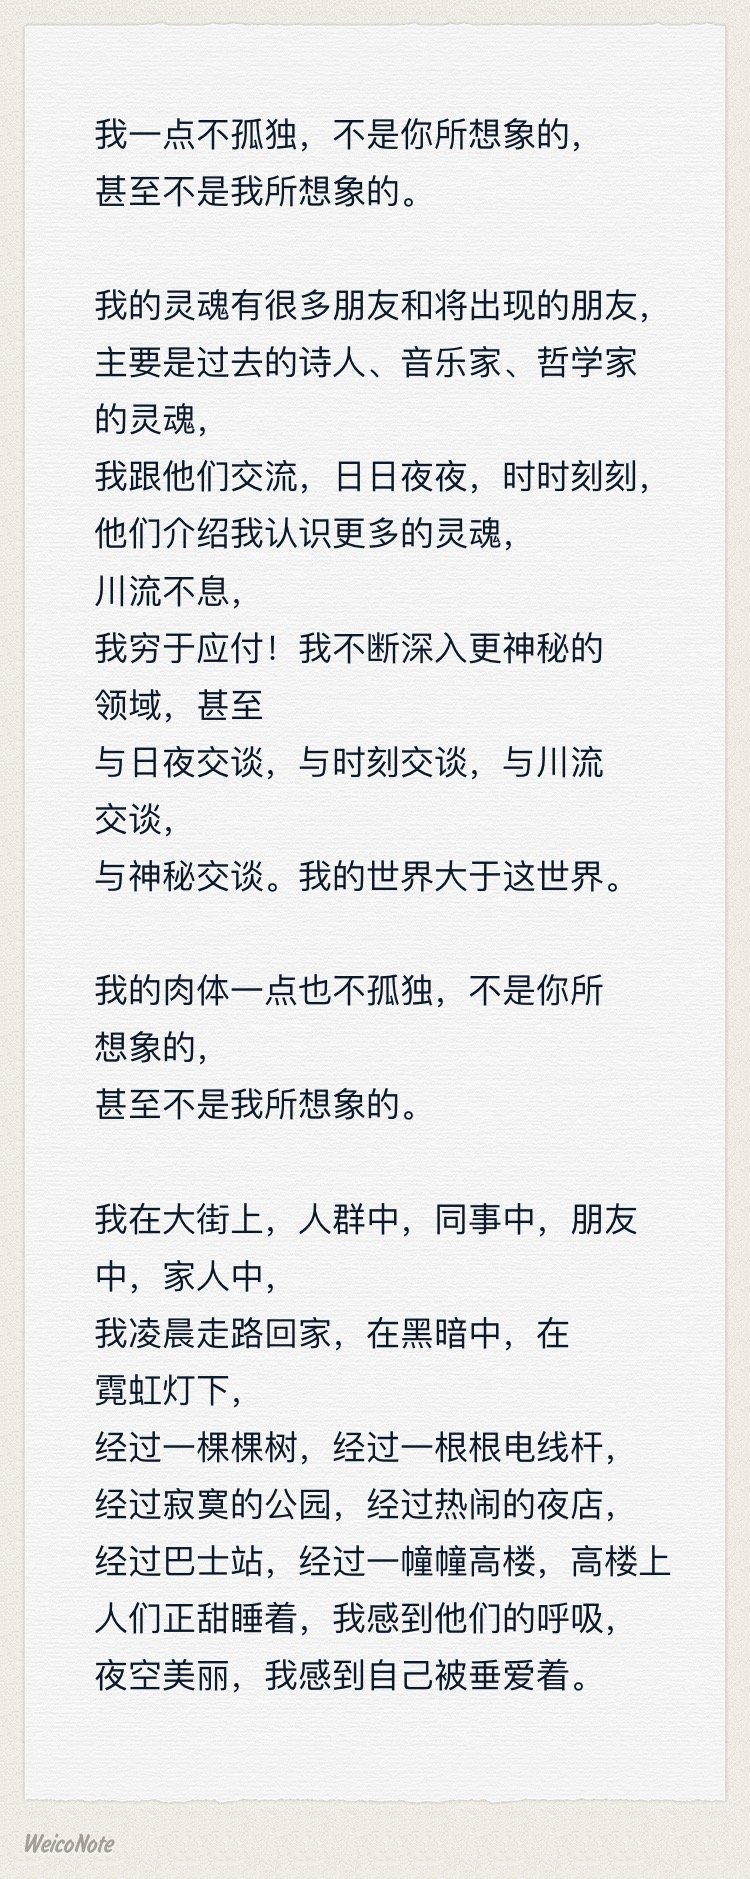 我一点不孤独，不是你所想象的，
甚至不是我所想象的。
我的灵魂有很多朋友和将出现的朋友，
主要是过去的诗人、音乐家、哲学家
的灵魂，
我跟他们交流，日日夜夜，时时刻刻，
他们介绍我认识更多的灵魂，
川流不息，
我穷于应付！我不断深入更神秘的
领域，甚至
与日夜交谈，与时刻交谈，与川流
交谈，
与神秘交谈。我的世界大于这世界。
我的肉体一点也不孤独，不是你所
想象的，
甚至不是我所想象的。
我在大街上，人群中，同事中，朋友
中，家人中，
我凌晨走路回家，在黑暗中，在
霓虹灯下，
经过一棵棵树，经过一根根电线杆，
经过寂寞的公园，经过热闹的夜店，
经过巴士站，经过一幢幢高楼，高楼上
人们正甜睡着，我感到他们的呼吸，
夜空美丽，我感到自己被垂爱着。
WeicoNote